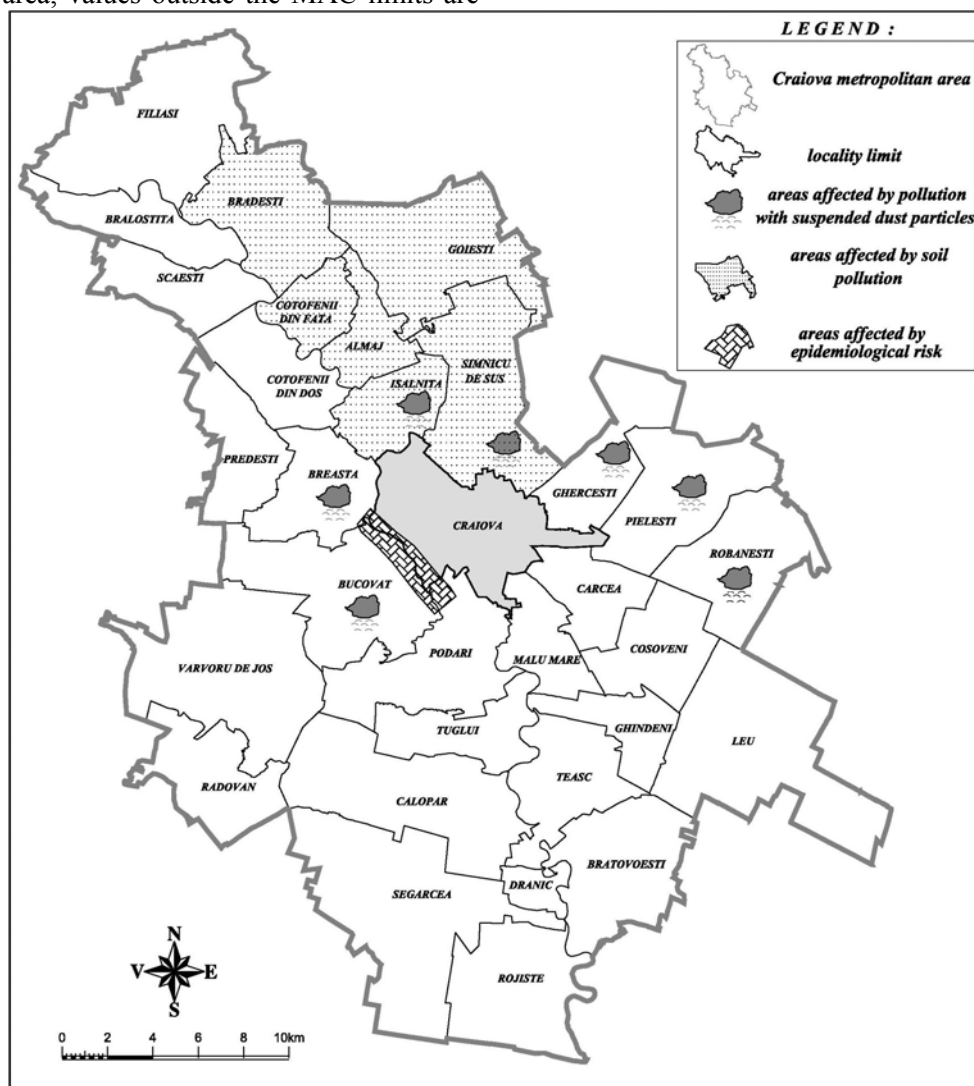 area, values outside the MAC limits are
L E G E N D :
Craiova metropolitan area
locality limit
areas affected by pollution
with suspended dust particles
areas affected by soil
pollution
areas affected by
epidemiological risk
FILIASI
BRADESTI
BRALOSTITA
GOIESTI
SCAESTI
COTOFENII
DIN FATA
ALMAJ
SIMNICU
DE SUS
ISALNITA
COTOFENII
DIN DOS
PREDESTI
BREASTA
GHERCESTI
PIELESTI
CRAIOVA
ROBANESTI
BUCOVAT
CARCEA
PODARI
MALU MARE
COSOVENI
VARVORU DE JOS
TUGLUI
GHINDENI
LEU
TEASC
RADOVAN
CALOPAR
BRATOVOESTI
DRANIC
SEGARCEA
ROJISTE
N
V E
S
0 2 4 6 8 10km